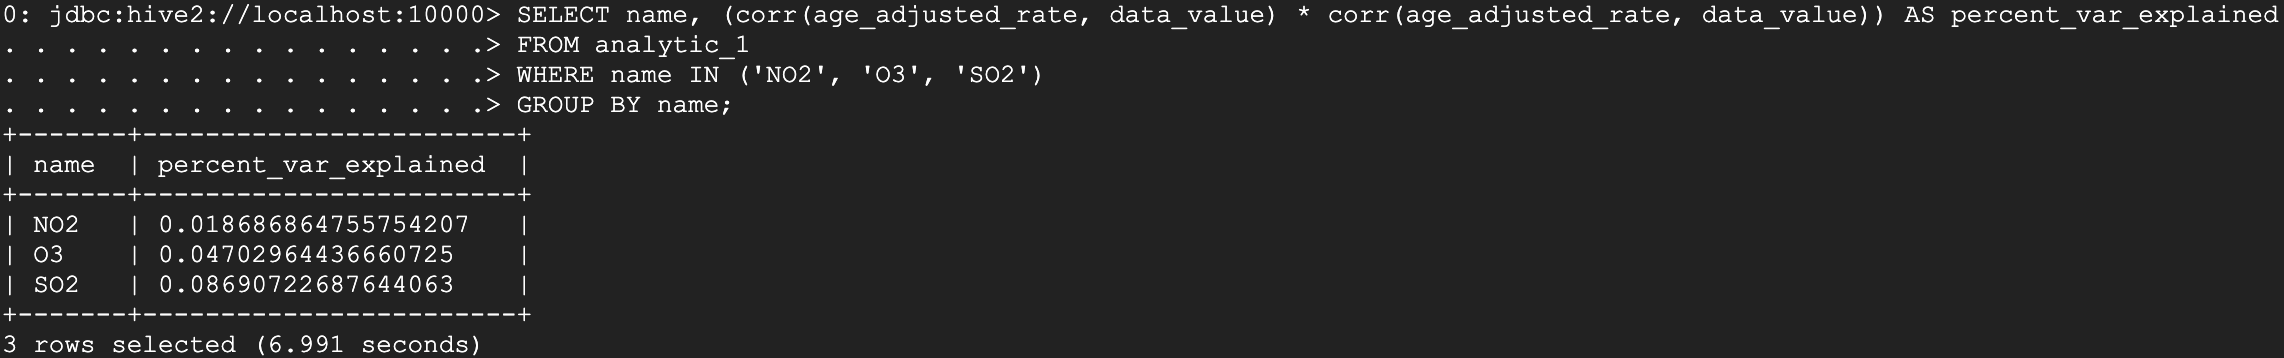 0: jdbc:hive2://localhost:10000> SELECT name, (corr(age_adjusted_rate, data_value) * corr(age_adjusted_rate, data_value)) AS percent_var_explained
. . . . . . . . . . . . . . . .> FROM analytic_1
. . . . . . . . . . . . . . . .> WHERE name IN ('NO2', 'O3', 'SO2')
. . . . . . . . . . . . . . . .> GROUP BY name;
+-------+------------------------+
| name  | percent_var_explained  |
+-------+------------------------+
| NO2   | 0.018686864755754207   |
| O3    | 0.04702964436660725    |
| SO2   | 0.08690722687644063    |
+-------+------------------------+
3 rows selected (6.991 seconds)